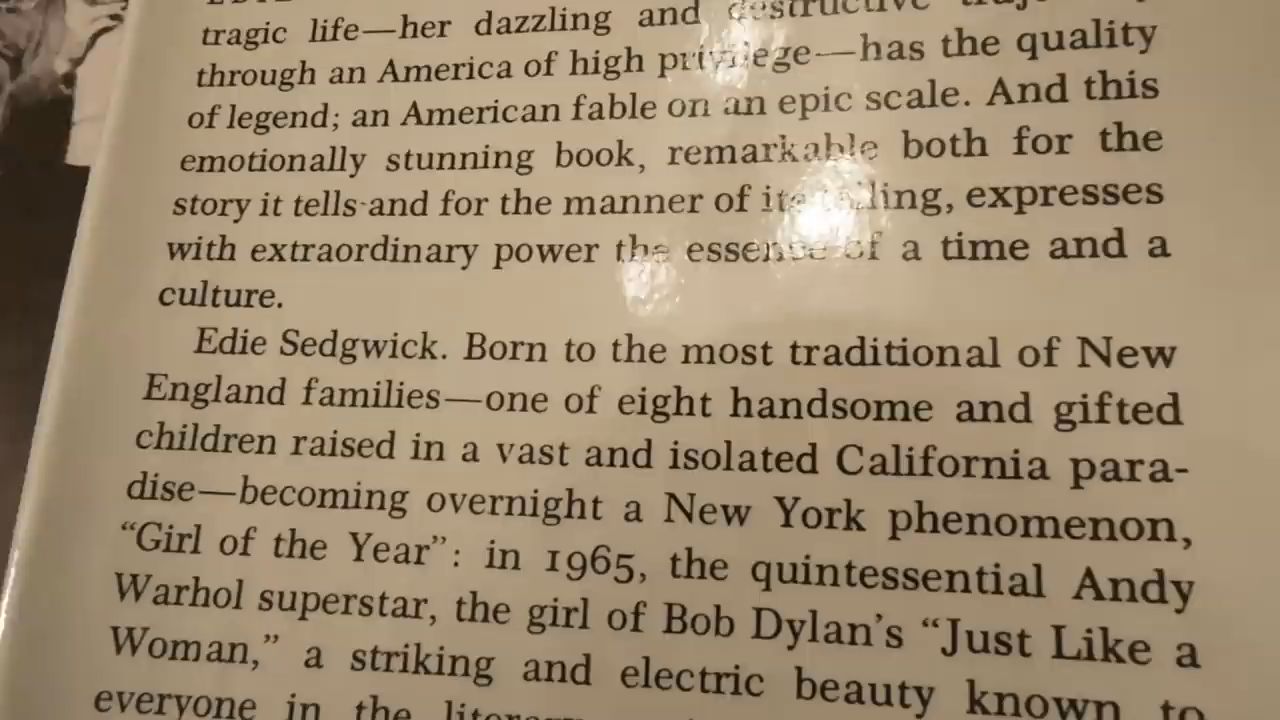 tragic life—her dazzling and destructive
through an America of high privilege—has the quality
of legend; an American fable on an epic scale. And this
emotionally stunning book, remarkable both for the
story it tells and for the manner of its telling, expresses
with extraordinary power the essence of a time and a
culture.
Edie Sedgwick. Born to the most traditional of New
England families—one of eight handsome and gifted
children raised in a vast and isolated California para-
dise—becoming overnight a New York phenomenon,
“Girl of the Year”: in 1965, the quintessential Andy
Warhol superstar, the girl of Bob Dylan’s “Just Like a
Woman,” a striking and electric beauty known to
everyone in the